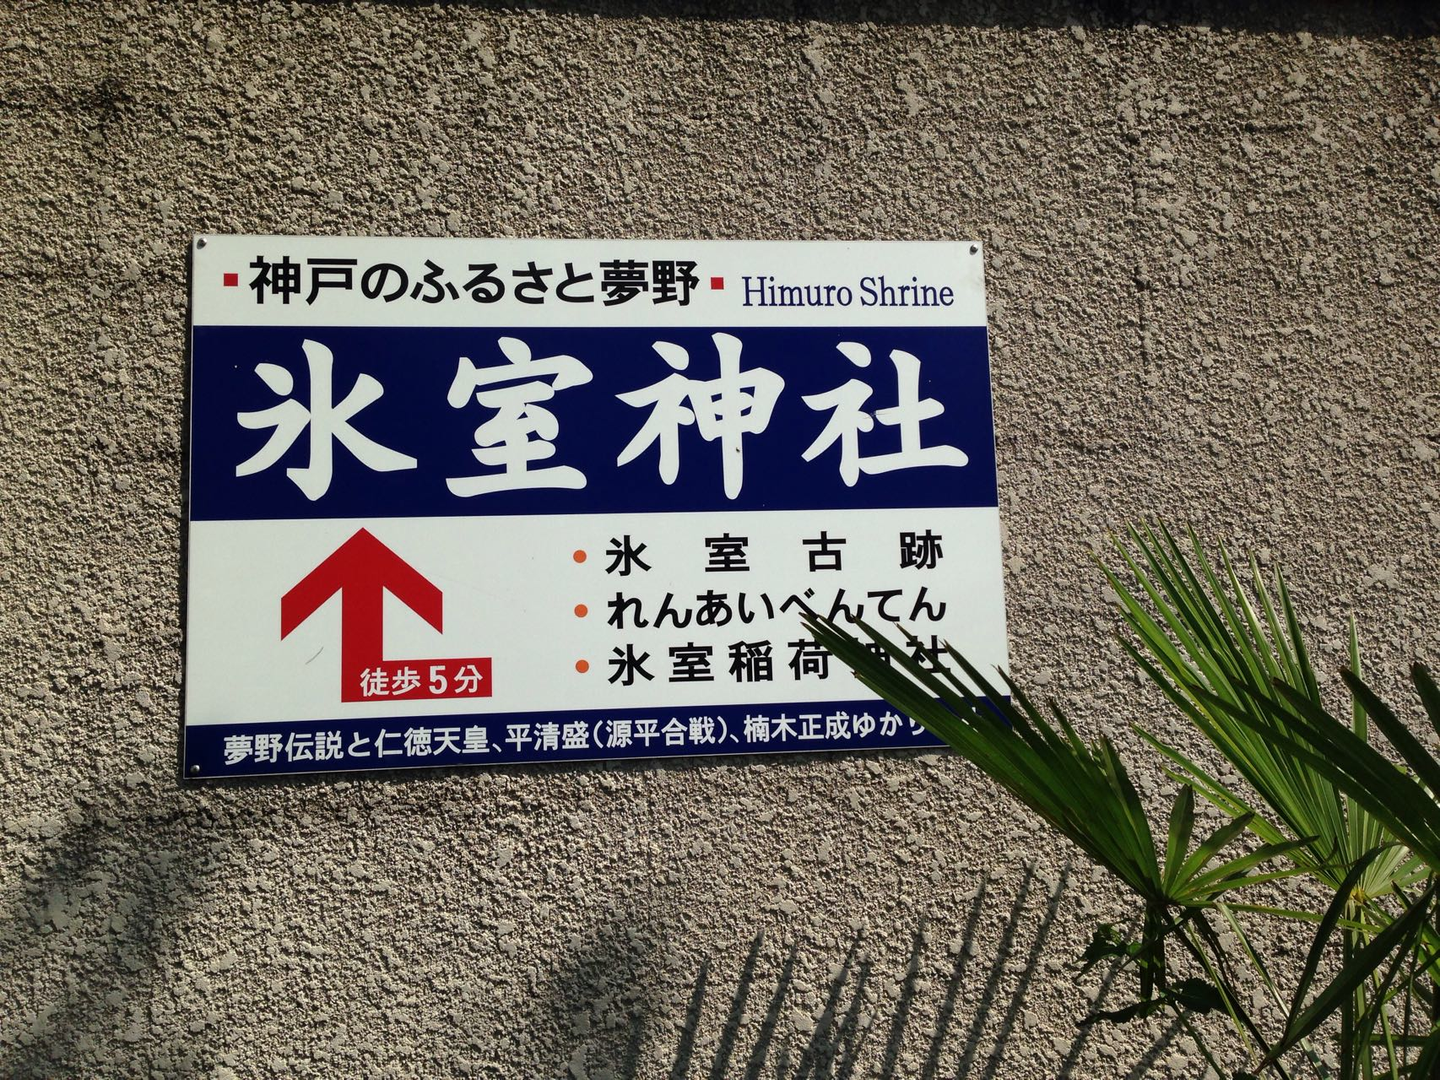 神戸のふるさと夢野 Himuro Shrine
氷室神社
徒歩5分
氷室古跡
れんあいべんてん
氷室稲荷神社
夢野伝説と仁徳天皇、平清盛（源平合戦）、楠木正成ゆかり